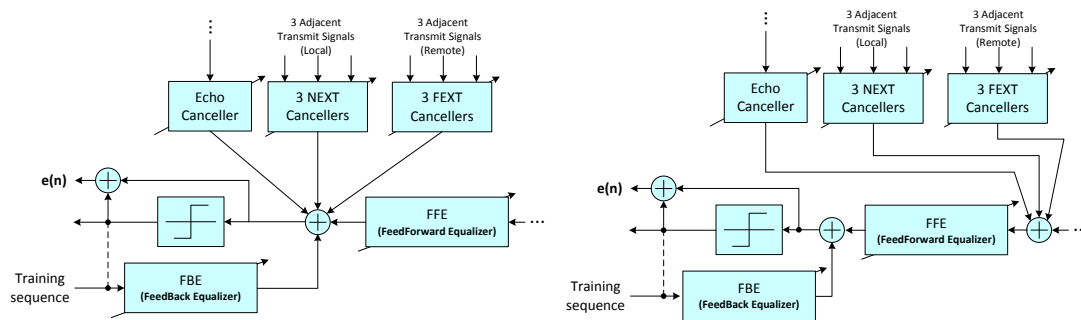 3 Adjacent
Transmit Signals
(Local)
3 Adjacent
Transmit Signals
(Remote)
Echo
Canceller
3 NEXT
Cancellers
3 FEXT
Cancellers
e(n)
FFE
(FeedForward Equalizer)
Training
sequence
FBE
(FeedBack Equalizer)
3 Adjacent
Transmit Signals
(Local)
3 Adjacent
Transmit Signals
(Remote)
Echo
Canceller
3 NEXT
Cancellers
3 FEXT
Cancellers
e(n)
FFE
(FeedForward Equalizer)
Training
sequence
FBE
(FeedBack Equalizer)